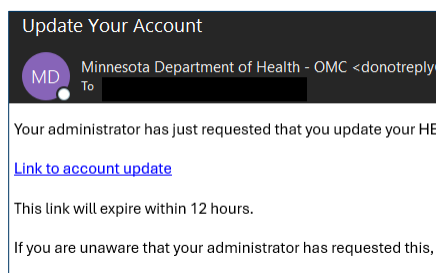 Update Your Account
MD
Minnesota Department of Health - OMC <donotreply
To
Your administrator has just requested that you update your
Link to account update
This link will expire within 12 hours.
If you are unaware that your administrator has requested this,